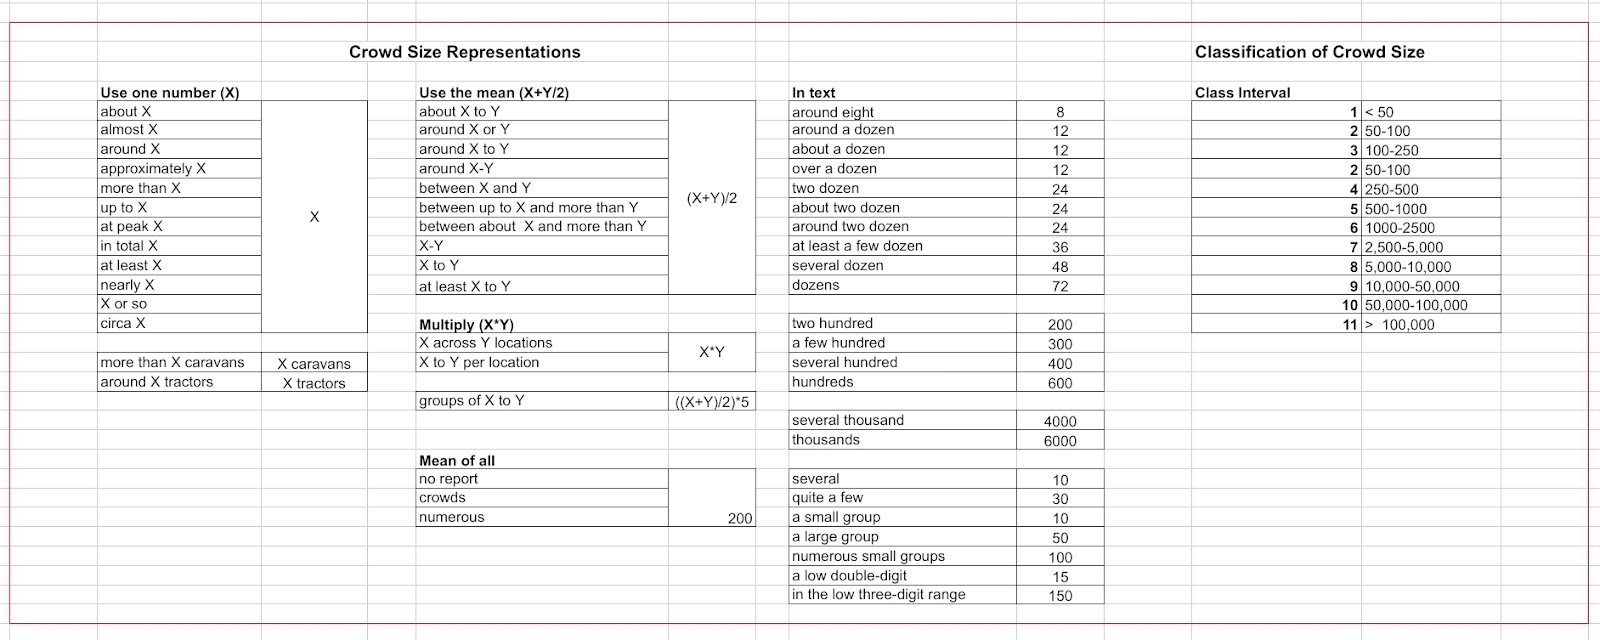 Crowd Size Representations
Classification of Crowd Size
Use one number (X)
about X
almost X
around X
approximately X
more than X
up to X
at peak X
in total X
at least X
nearly X
X or so
circa X
X
more than X caravans X caravans
around X tractors X tractors
Use the mean (X+Y/2)
about X to Y
around X or Y
around X to Y
around X-Y
between X and Y
between up to X and more than Y
between about X and more than Y
X-Y
X to Y
at least X to Y
(X+Y)/2
Multiply (X*Y)
X across Y locations
X to Y per location
X*Y
groups of X to Y ((X+Y)/2)*5
Mean of all
no report
crowds
numerous
200
In text
around eight 8
around a dozen 12
about a dozen 12
over a dozen 12
two dozen 24
about two dozen 24
around two dozen 24
at least a few dozen 36
several dozen 48
dozens 72
two hundred 200
a few hundred 300
several hundred 400
hundreds 600
several thousand 4000
thousands 6000
several 10
quite a few 30
a small group 10
a large group 50
numerous small groups 100
a low double-digit 15
in the low three-digit range 150
Class Interval
1 < 50
2 50-100
3 100-250
2 50-100
4 250-500
5 500-1000
6 1000-2500
7 2,500-5,000
8 5,000-10,000
9 10,000-50,000
10 50,000-100,000
11 > 100,000